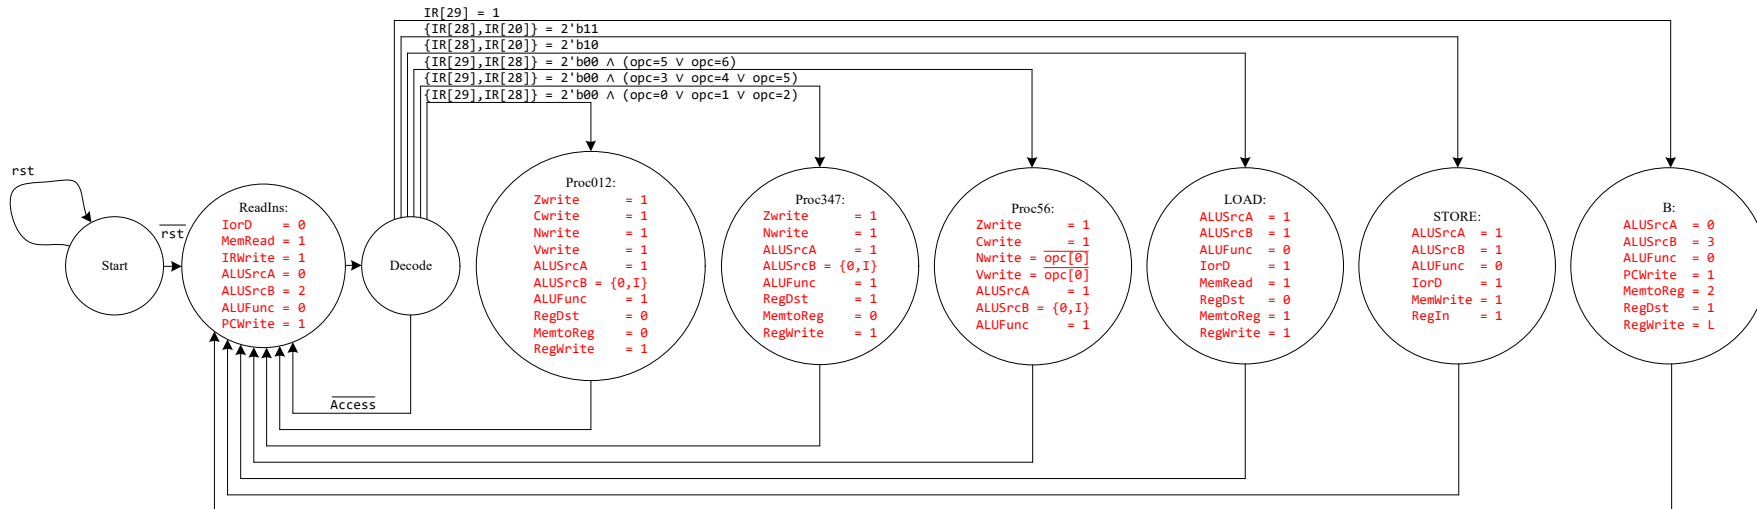 IR[29] = 1
{IR[28],IR[20]} = 2'b11
{IR[28],IR[20]} = 2'b10
{IR[29],IR[28]} = 2'b00 ∧ (opc=5 ∨ opc=6)
{IR[29],IR[28]} = 2'b00 ∧ (opc=3 ∨ opc=4 ∨ opc=5)
{IR[29],IR[28]} = 2'b00 ∧ (opc=0 ∨ opc=1 ∨ opc=2)
rst
Start
r̅s̅t̅
ReadIns:
IorD = 0
MemRead = 1
IRWrite = 1
ALUSrcA = 0
ALUSrcB = 2
ALUFunc = 0
PCWrite = 1
Decode
A̅c̅c̅e̅s̅s̅
Proc012:
Zwrite = 1
Cwrite = 1
Nwrite = 1
Vwrite = 1
ALUSrcA = 1
ALUSrcB = {0,I}
ALUFunc = 1
RegDst = 0
MemtoReg = 0
RegWrite = 1
Proc347:
Zwrite = 1
Nwrite = 1
ALUSrcA = 1
ALUSrcB = {0,I}
ALUFunc = 1
RegDst = 1
MemtoReg = 0
RegWrite = 1
Proc56:
Zwrite = 1
Cwrite = 1
Nwrite = o̅p̅c̅[̅0̅]̅
Vwrite = o̅p̅c̅[̅0̅]̅
ALUSrcA = 1
ALUSrcB = {0,I}
ALUFunc = 1
LOAD:
ALUSrcA = 1
ALUSrcB = 1
ALUFunc = 0
IorD = 1
MemRead = 1
RegDst = 0
MemtoReg = 1
RegWrite = 1
STORE:
ALUSrcA = 1
ALUSrcB = 1
ALUFunc = 0
IorD = 1
MemWrite = 1
RegIn = 1
B:
ALUSrcA = 0
ALUSrcB = 3
ALUFunc = 0
PCWrite = 1
MemtoReg = 2
RegDst = 1
RegWrite = L